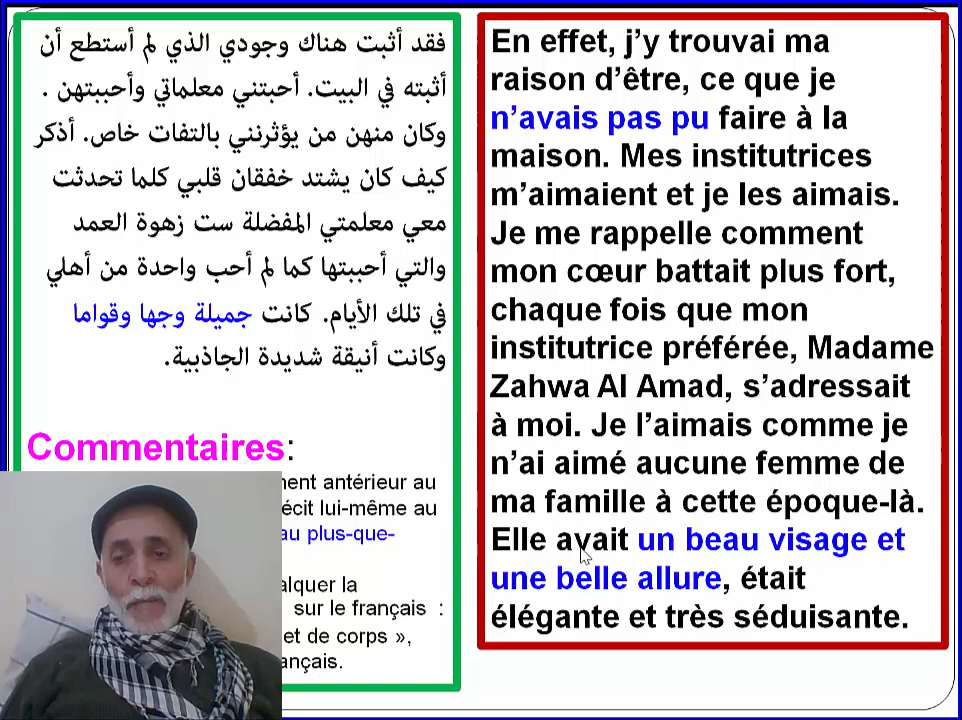 فقد أثبت هناك وجودي الذي لم أستطع أن
أثبته في البيت. أحبتني معلماتي وأحببتهن .
وكان منهن من يؤثرنني بالتفات خاص. أذكر
كيف كان يشتد خفقان قلبي كلما تحدثت
معي معلمتي المفضلة ست زهوة العمد
والتي أحببتها كما لم أحب واحدة من أهلي
في تلك الأيام. كانت جميلة وجها وقواما
وكانت أنيقة شديدة الجاذبية.
Commentaires:
ment antérieur au
écit lui-même au
au plus-que-
alquer la
sur le français :
et de corps »,
ançais.
En effet, j’y trouvai ma
raison d’être, ce que je
n’avais pas pu faire à la
maison. Mes institutrices
m’aimaient et je les aimais.
Je me rappelle comment
mon cœur battait plus fort,
chaque fois que mon
institutrice préférée, Madame
Zahwa Al Amad, s’adressait
à moi. Je l’aimais comme je
n’ai aimé aucune femme de
ma famille à cette époque-là.
Elle avait un beau visage et
une belle allure, était
élégante et très séduisante.